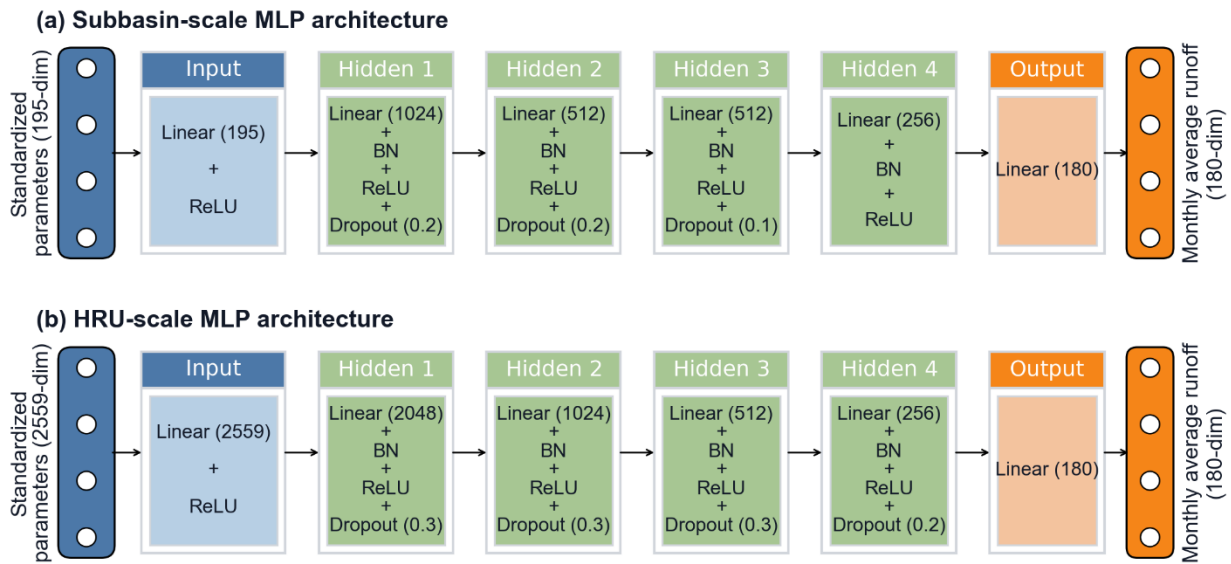 (a) Subbasin-scale MLP architecture
Standardized
parameters (195-dim)
Input
Linear (195)
+
ReLU
Hidden 1
Linear (1024)
+
BN
+
ReLU
+
Dropout (0.2)
Hidden 2
Linear (512)
+
BN
+
ReLU
+
Dropout (0.2)
Hidden 3
Linear (512)
+
BN
+
ReLU
+
Dropout (0.1)
Hidden 4
Linear (256)
+
BN
+
ReLU
Output
Linear (180)
Monthly average runoff
(180-dim)
(b) HRU-scale MLP architecture
Standardized
parameters (2559-dim)
Input
Linear (2559)
+
ReLU
Hidden 1
Linear (2048)
+
BN
+
ReLU
+
Dropout (0.3)
Hidden 2
Linear (1024)
+
BN
+
ReLU
+
Dropout (0.3)
Hidden 3
Linear (512)
+
BN
+
ReLU
+
Dropout (0.3)
Hidden 4
Linear (256)
+
BN
+
ReLU
+
Dropout (0.2)
Output
Linear (180)
Monthly average runoff
(180-dim)